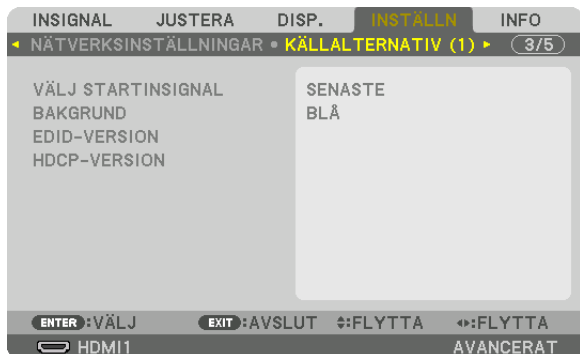 INSIGNAL JUSTERA DISP. INSTÄLLN INFO
NÄTVERKSINSTÄLLNINGAR • KÄLLALTERNATIV (1) 3/5
VÄLJ STARTINSIGNAL SENASTE
BAKGRUND BLÅ
EDID-VERSION
HDCP-VERSION
ENTER :VÄLJ EXIT :AVSLUT :FLYTTA :FLYTTA
HDMI1 AVANCERAT